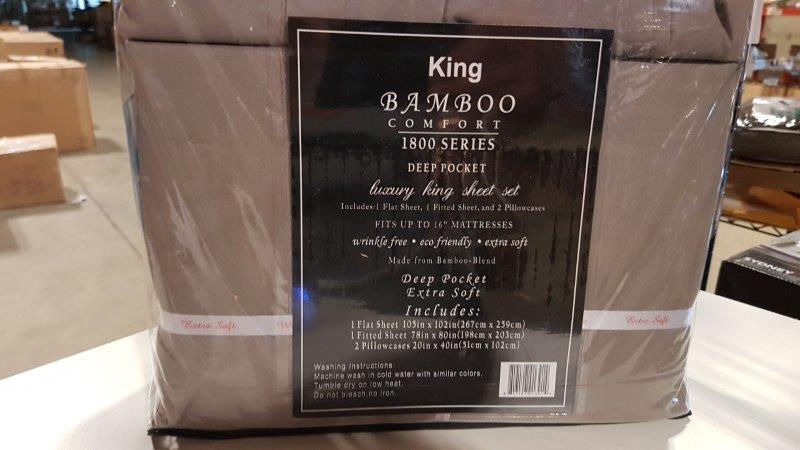 King
BAMBOO
COMFORT
1800 SERIES
DEEP POCKET
luxury king sheet set
Includes:1 Flat Sheet, 1 Fitted Sheet, and 2 Pillowcases
FITS UP TO 16" MATTRESSES
wrinkle free • eco friendly • extra soft
Made from Bamboo-Blend
Deep Pocket
Extra Soft
Includes:
1 Flat Sheet 105in x 102in(267cm x 259cm)
1 Fitted Sheet 78in x 80in(198cm x 203cm)
2 Pillowcases 20in x 40in(51cm x 102cm)
Washing Instructions:
Machine wash in cold water with similar colors.
Tumble dry on low heat.
Do not bleach,no iron.
Extra Soft
W
Extra Soft
SYDNEY